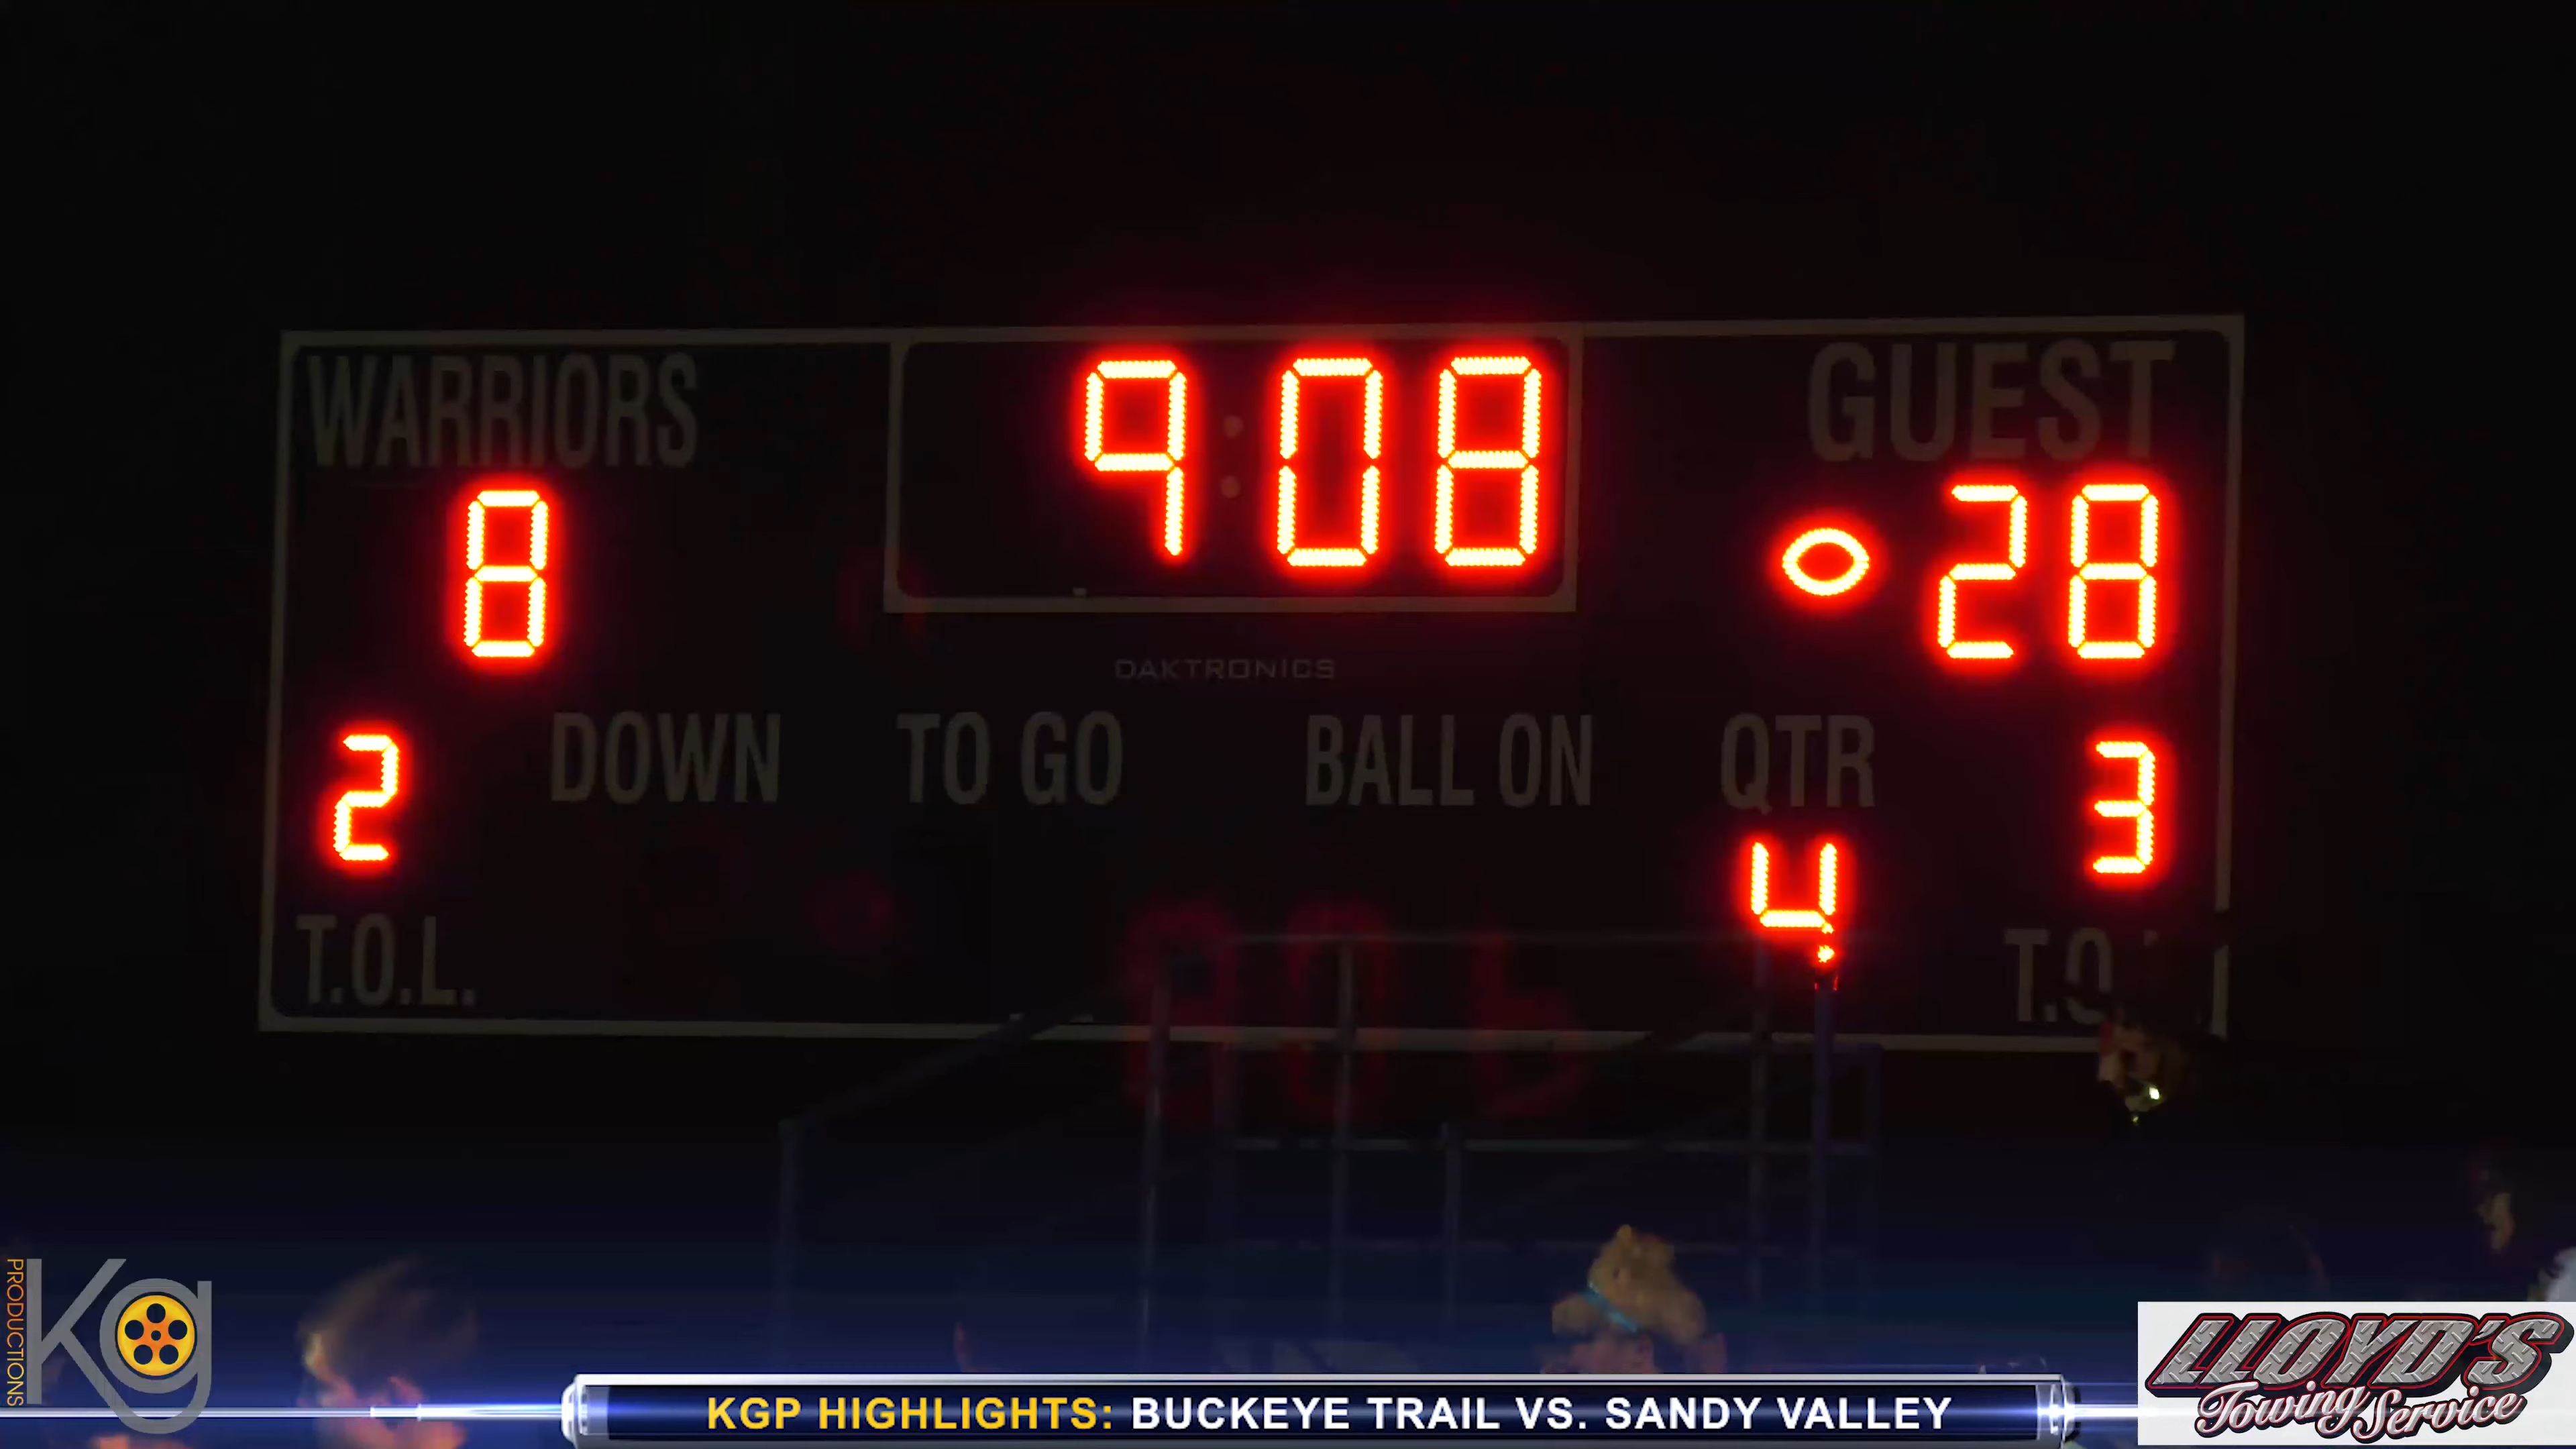 WARRIORS
9:08
GUEST
8
28
DAKTRONICS
2
DOWN
TO GO
BALL ON
QTR
3
4
T.O.L.
T.O.
KG
PRODUCTIONS
KGP HIGHLIGHTS: BUCKEYE TRAIL VS. SANDY VALLEY
LLOYD'S
Towing Service